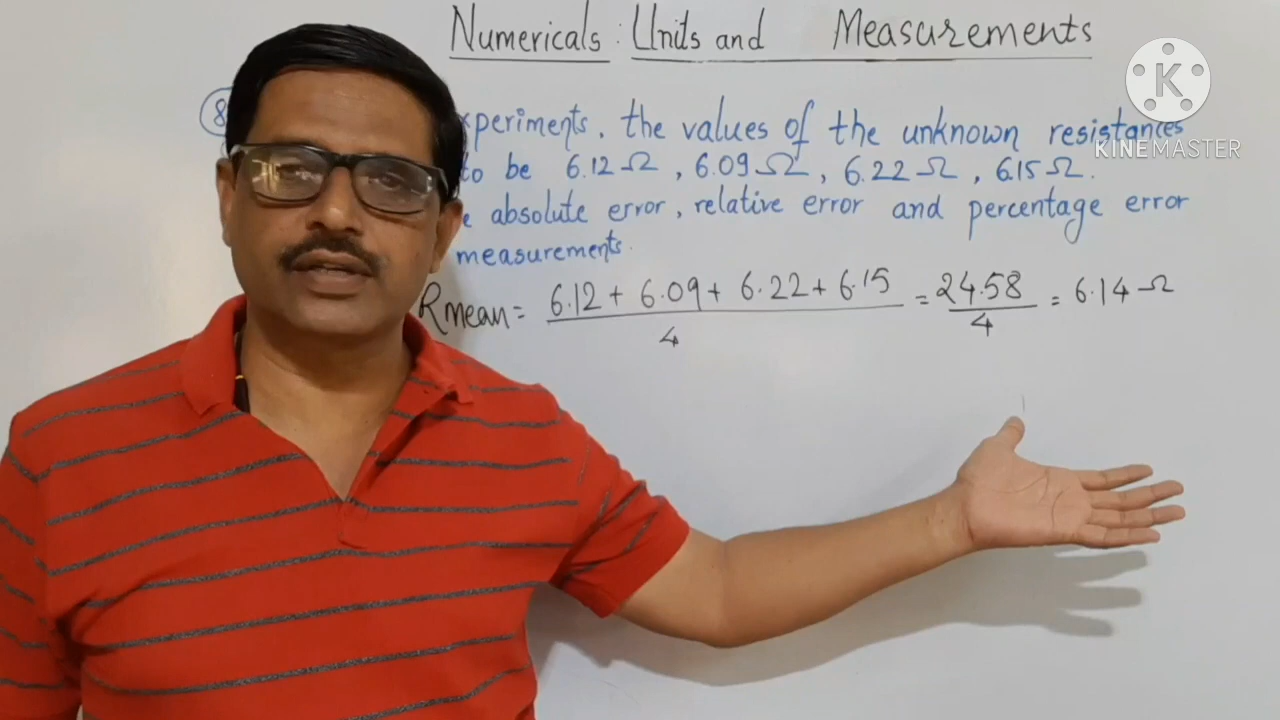 Numericals : Units and Measurements
8
xperiments, the values of the unknown resistances
to be 6.12 Ω , 6.09 Ω , 6.22 Ω , 6.15 Ω .
e absolute error, relative error and percentage error
measurements.
Rmean = 6.12 + 6.09 + 6.22 + 6.15 / 4 = 24.58 / 4 = 6.14 Ω
K
KINEMASTER